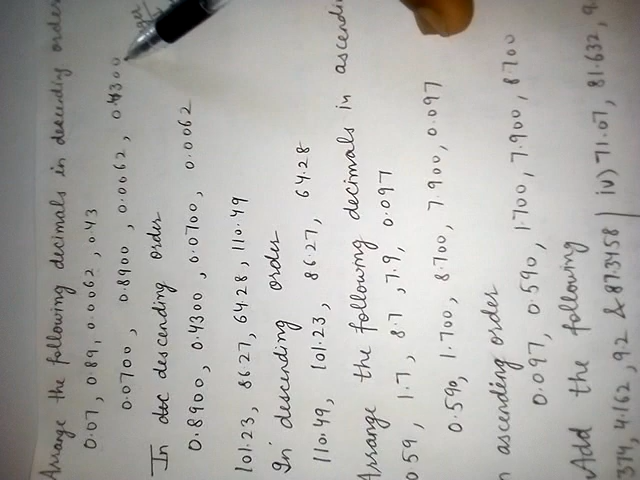 Arrange the following decimals in descending order
0.07, 0.89, 0.0062, 0.43
0.0700, 0.8900, 0.0062, 0.4300
In descending order
0.8900, 0.4300, 0.0700, 0.0062
101.23, 86.27, 64.28, 110.49
In descending order
110.49, 101.23, 86.27, 64.28
Arrange the following decimals in ascendin
0.59, 1.7, 8.7, 7.9, 0.097
0.590, 1.700, 8.700, 7.900, 0.097
n ascending order
0.097, 0.590, 1.700, 7.900, 8.700
Add the following
374, 4.162, 92 & 87.3458 | iv) 71.07, 81.632,